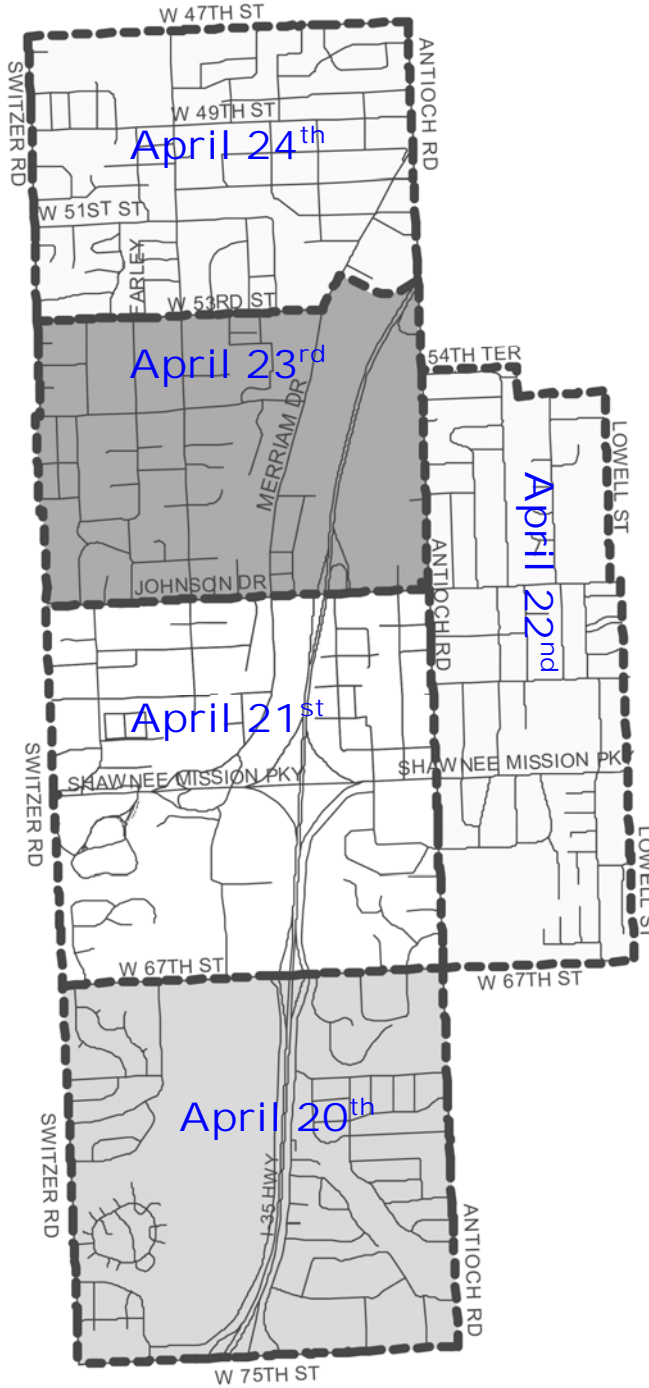 W 47TH ST
SWITZER RD
ANTIOCH RD
W 49TH ST
April 24th
W 51ST ST
FARLEY
W 53RD ST
54TH TER
April 23rd
MERRIAM DR
LOWELL ST
April 22nd
ANTIOCH RD
JOHNSON DR
April 21st
SWITZER RD
SHAWNEE MISSION PKY
SHAWNEE MISSION PKY
LOWELL ST
W 67TH ST
W 67TH ST
April 20th
SWITZER RD
I-35 HWY
ANTIOCH RD
W 75TH ST